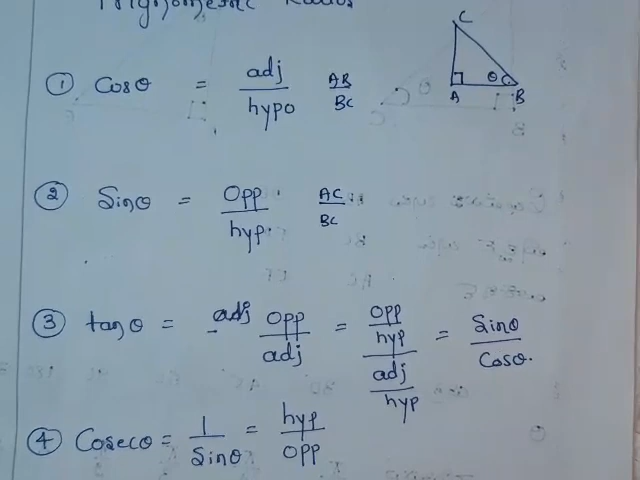 Trigonometric Ratios
C
① Cosθ = adj/hypo AB/BC
θ
A B
② Sinθ = Opp/hyp. AC/BC
③ tanθ = adj opp/adj = (opp/hyp)/(adj/hyp) = Sinθ/Cosθ.
④ Cosecθ = 1/Sinθ = hyp/opp